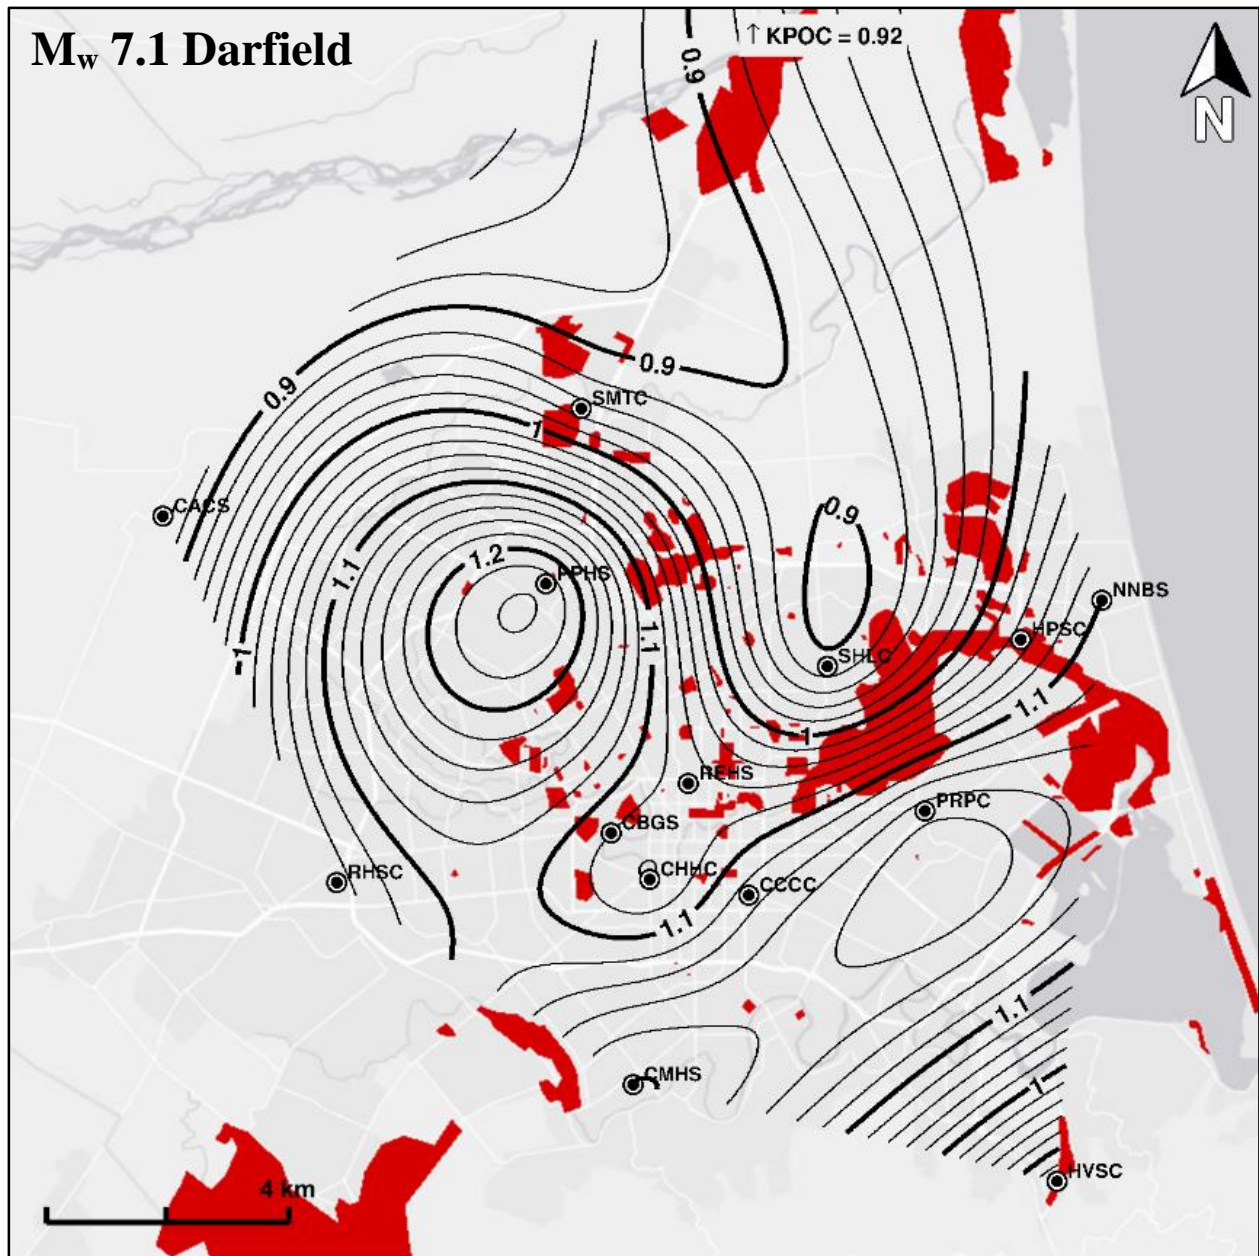 M_w 7.1 Darfield
↑ KPOC = 0.92
0.9
N
0.9
0.9
SMTC
1
CACS
0.9
1.2
1.1
PPHS
NNBS
1.1
HPSC
1
SHLC
1.1
1
REHS
PRPC
CBGS
CHHC
RHSC
CCCC
1.1
1.1
CMHS
1
HVSC
4 km